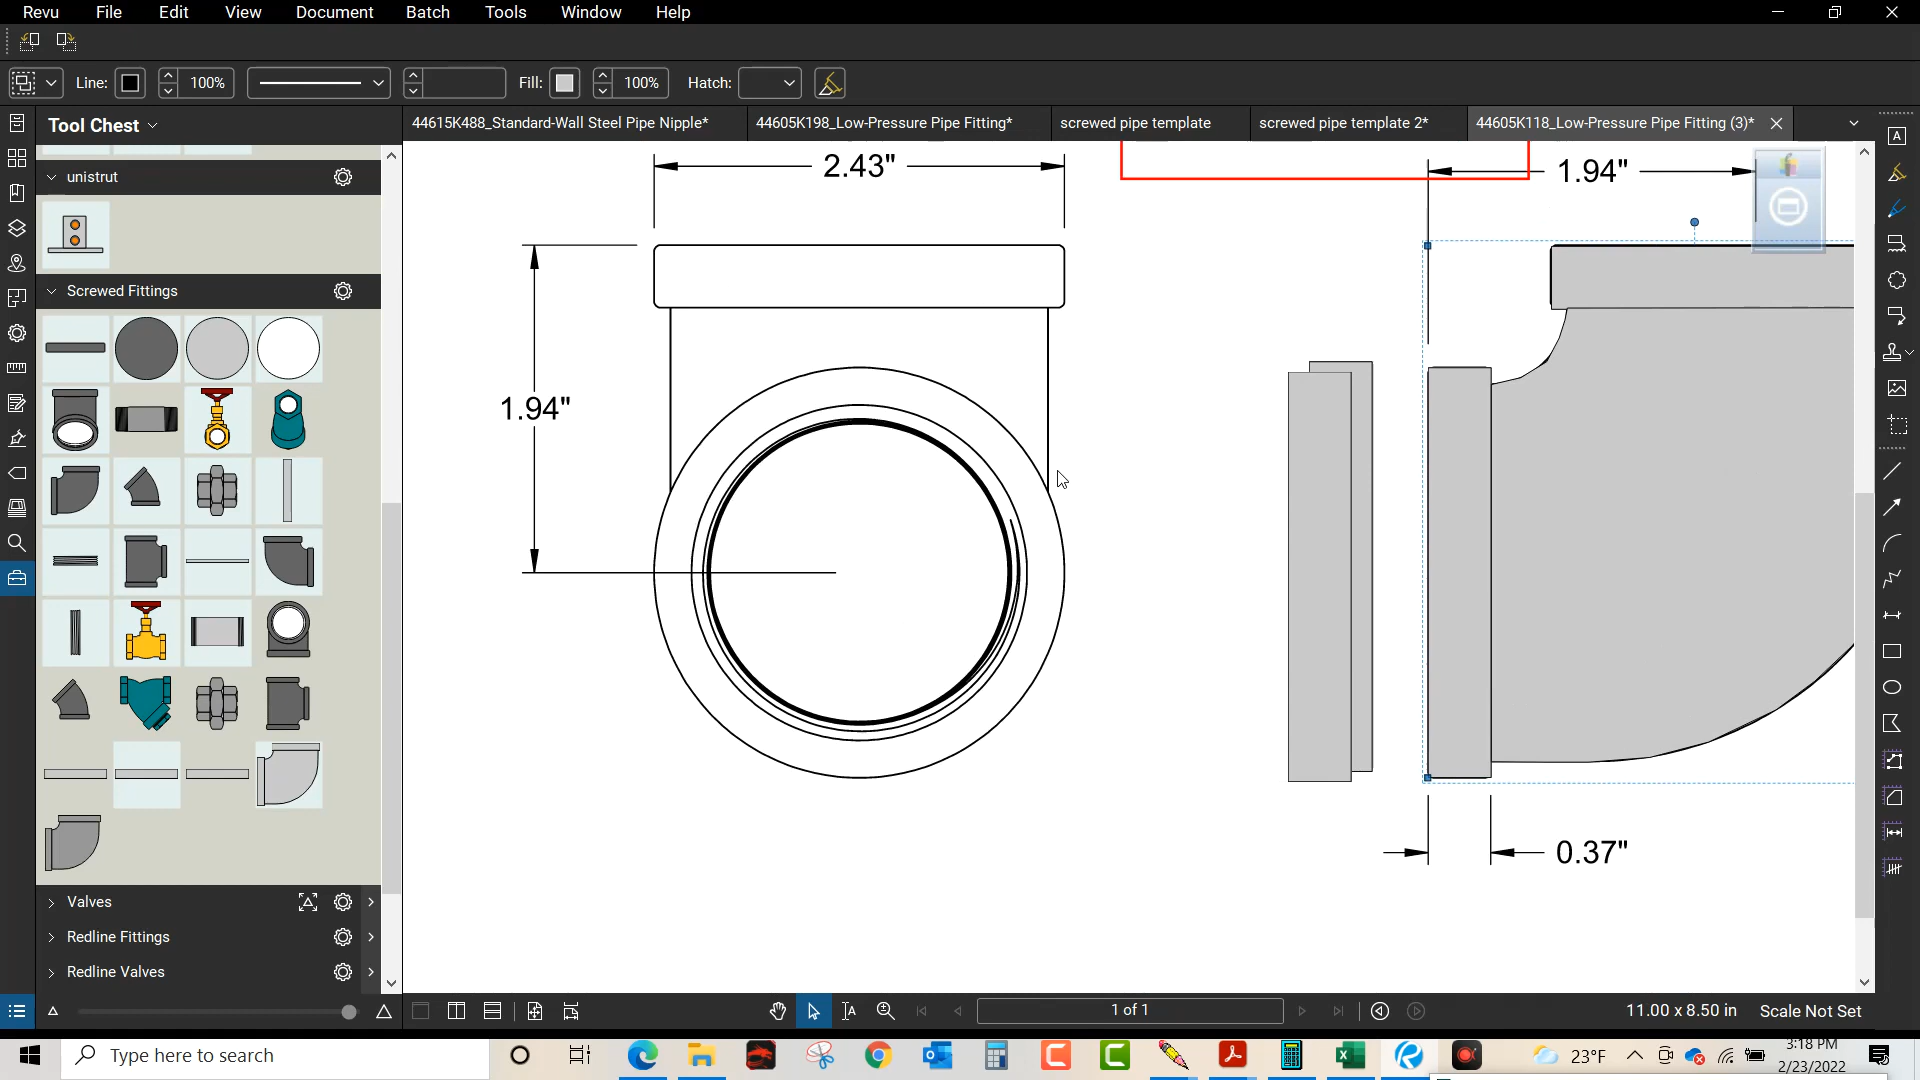 Revu File Edit View Document Batch Tools Window Help
Line: 100% Fill: 100% Hatch:
Tool Chest
44615K488_Standard-Wall Steel Pipe Nipple*
44605K198_Low-Pressure Pipe Fitting*
screwed pipe template
screwed pipe template 2*
44605K118_Low-Pressure Pipe Fitting (3)*
unistrut
Screwed Fittings
Valves
Redline Fittings
Redline Valves
2.43"
1.94"
1.94"
0.37"
1 of 1
11.00 x 8.50 in
Scale Not Set
Type here to search
23°F
3:18 PM
2/23/2022